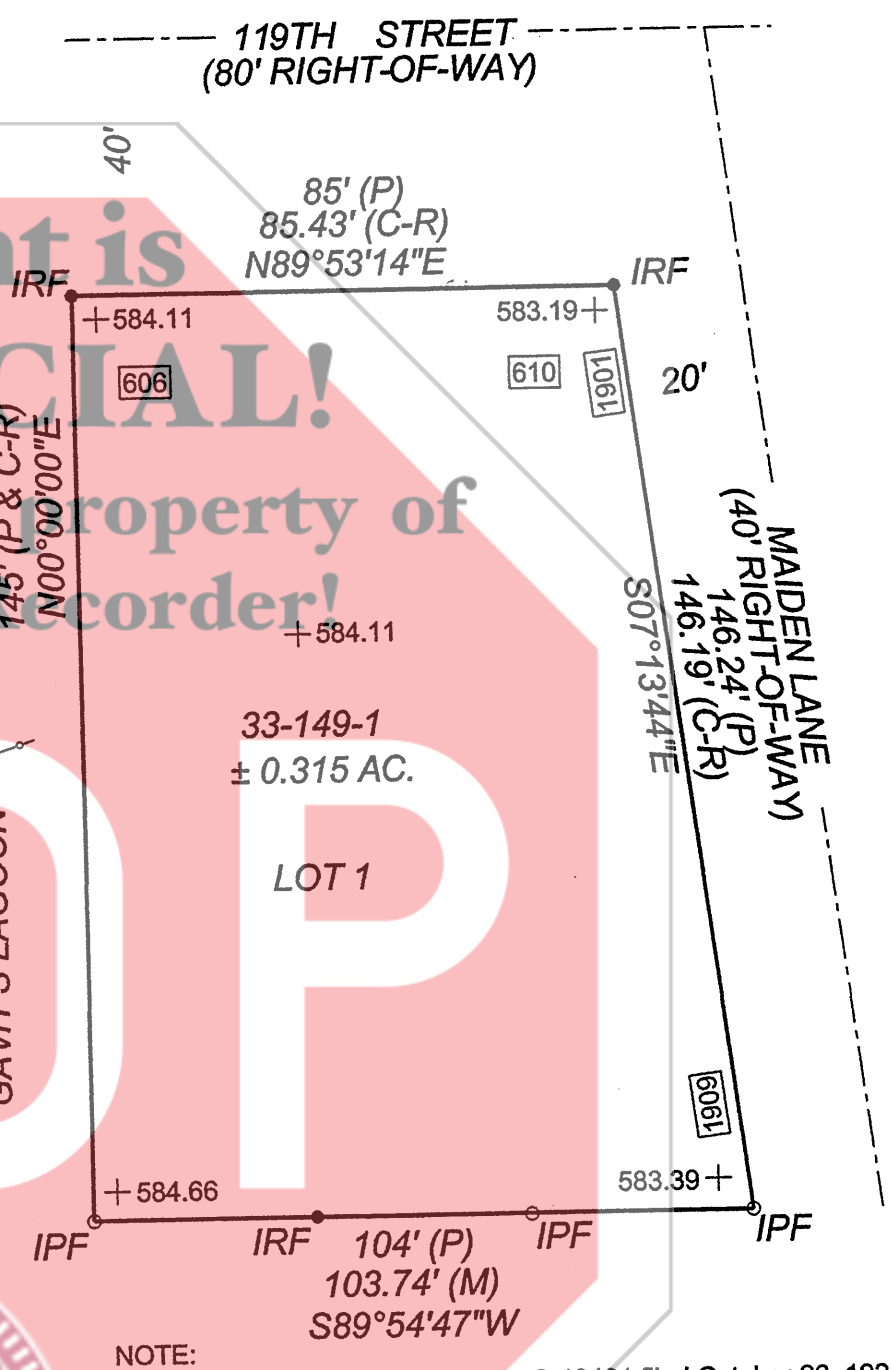 119TH STREET
(80' RIGHT-OF-WAY)
40'
85' (P)
85.43' (C-R)
N89°53'14"E
IRF
IRF
584.11
583.19
606
610
1901
20'
is
CIAL!
property of
Recorder!
145' (P & C-R)
N00°00'00"E
584.11
MAIDEN LANE
(40' RIGHT-OF-WAY)
146.24' (P)
146.19' (C-R)
S07°13'44"E
33-149-1
± 0.315 AC.
LOT 1
OP
1909
584.66
583.39
IPF
IRF
104' (P)
IPF
IPF
103.74' (M)
S89°54'47"W
NOTE: